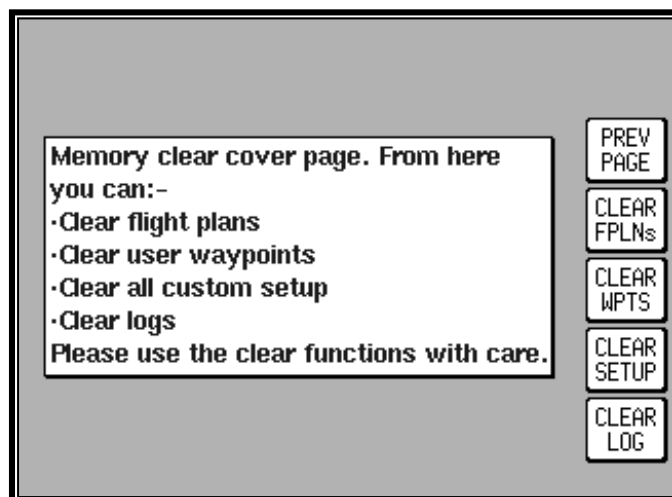 Memory clear cover page. From here
you can:-
·Clear flight plans
·Clear user waypoints
·Clear all custom setup
·Clear logs
Please use the clear functions with care.
PREV
PAGE
CLEAR
FPLNs
CLEAR
WPTS
CLEAR
SETUP
CLEAR
LOG